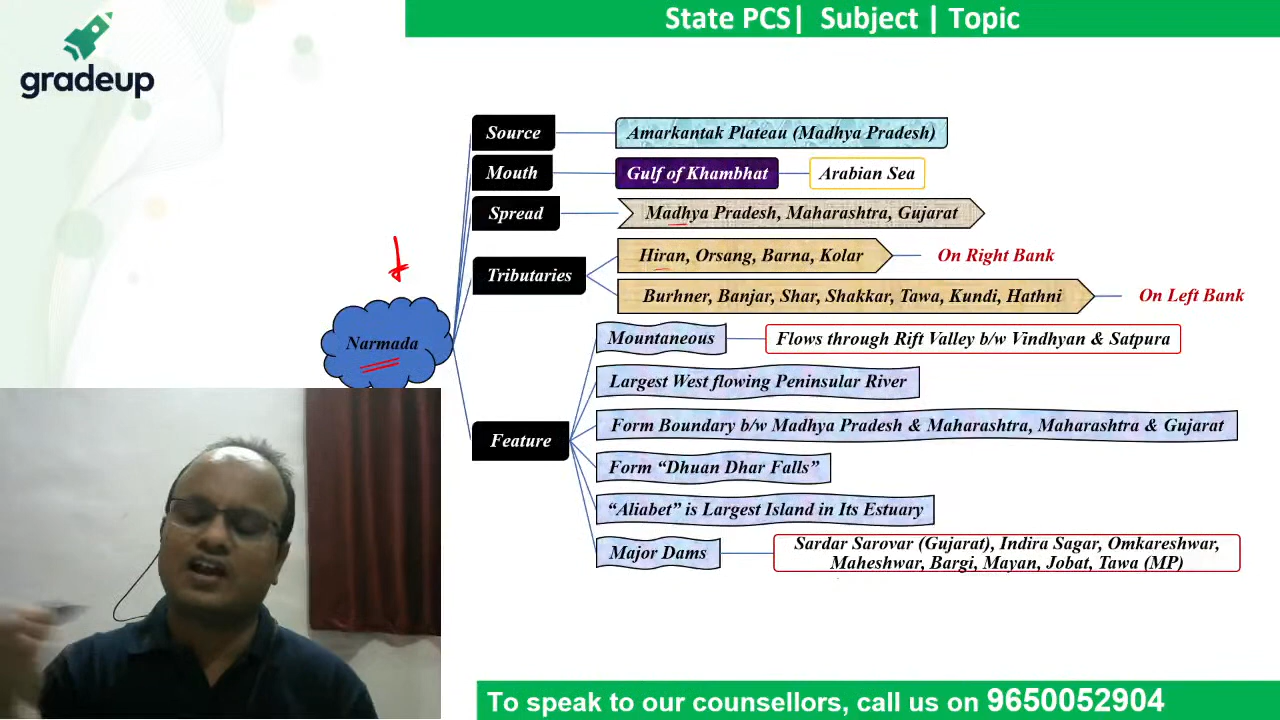 State PCS| Subject | Topic
gradeup
Source
Amarkantak Plateau (Madhya Pradesh)
Mouth
Gulf of Khambhat
Arabian Sea
Spread
Madhya Pradesh, Maharashtra, Gujarat
Tributaries
Hiran, Orsang, Barna, Kolar
On Right Bank
Burhner, Banjar, Shar, Shakkar, Tawa, Kundi, Hathni
On Left Bank
Narmada
Feature
Mountaneous
Flows through Rift Valley b/w Vindhyan & Satpura
Largest West flowing Peninsular River
Form Boundary b/w Madhya Pradesh & Maharashtra, Maharashtra & Gujarat
Form “Dhuan Dhar Falls”
“Aliabet” is Largest Island in Its Estuary
Major Dams
Sardar Sarovar (Gujarat), Indira Sagar, Omkareshwar,
Maheshwar, Bargi, Mayan, Jobat, Tawa (MP)
To speak to our counsellors, call us on 9650052904